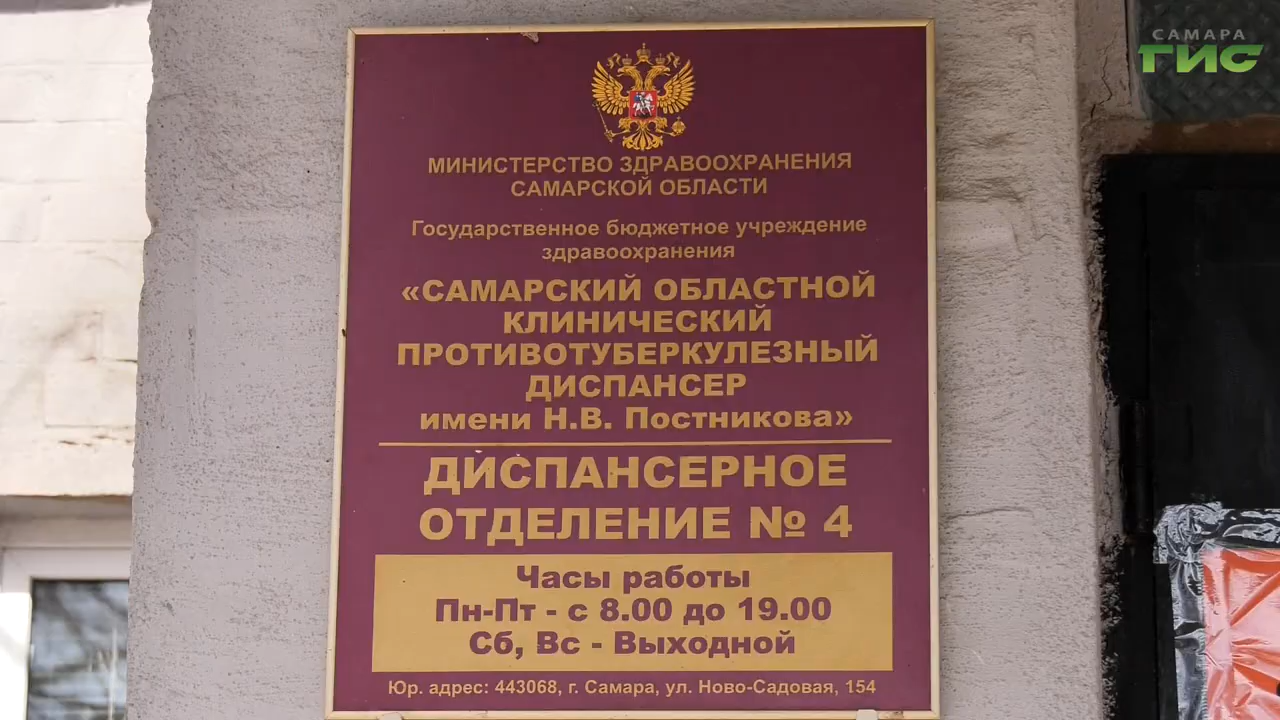 САМАРА
ГИС
МИНИСТЕРСТВО ЗДРАВООХРАНЕНИЯ
САМАРСКОЙ ОБЛАСТИ
Государственное бюджетное учреждение
здравоохранения
«САМАРСКИЙ ОБЛАСТНОЙ
КЛИНИЧЕСКИЙ
ПРОТИВОТУБЕРКУЛЕЗНЫЙ
ДИСПАНСЕР
имени Н.В. Постникова»
ДИСПАНСЕРНОЕ
ОТДЕЛЕНИЕ № 4
Часы работы
Пн-Пт - с 8.00 до 19.00
Сб, Вс - Выходной
Юр. адрес: 443068, г. Самара, ул. Ново-Садовая, 154